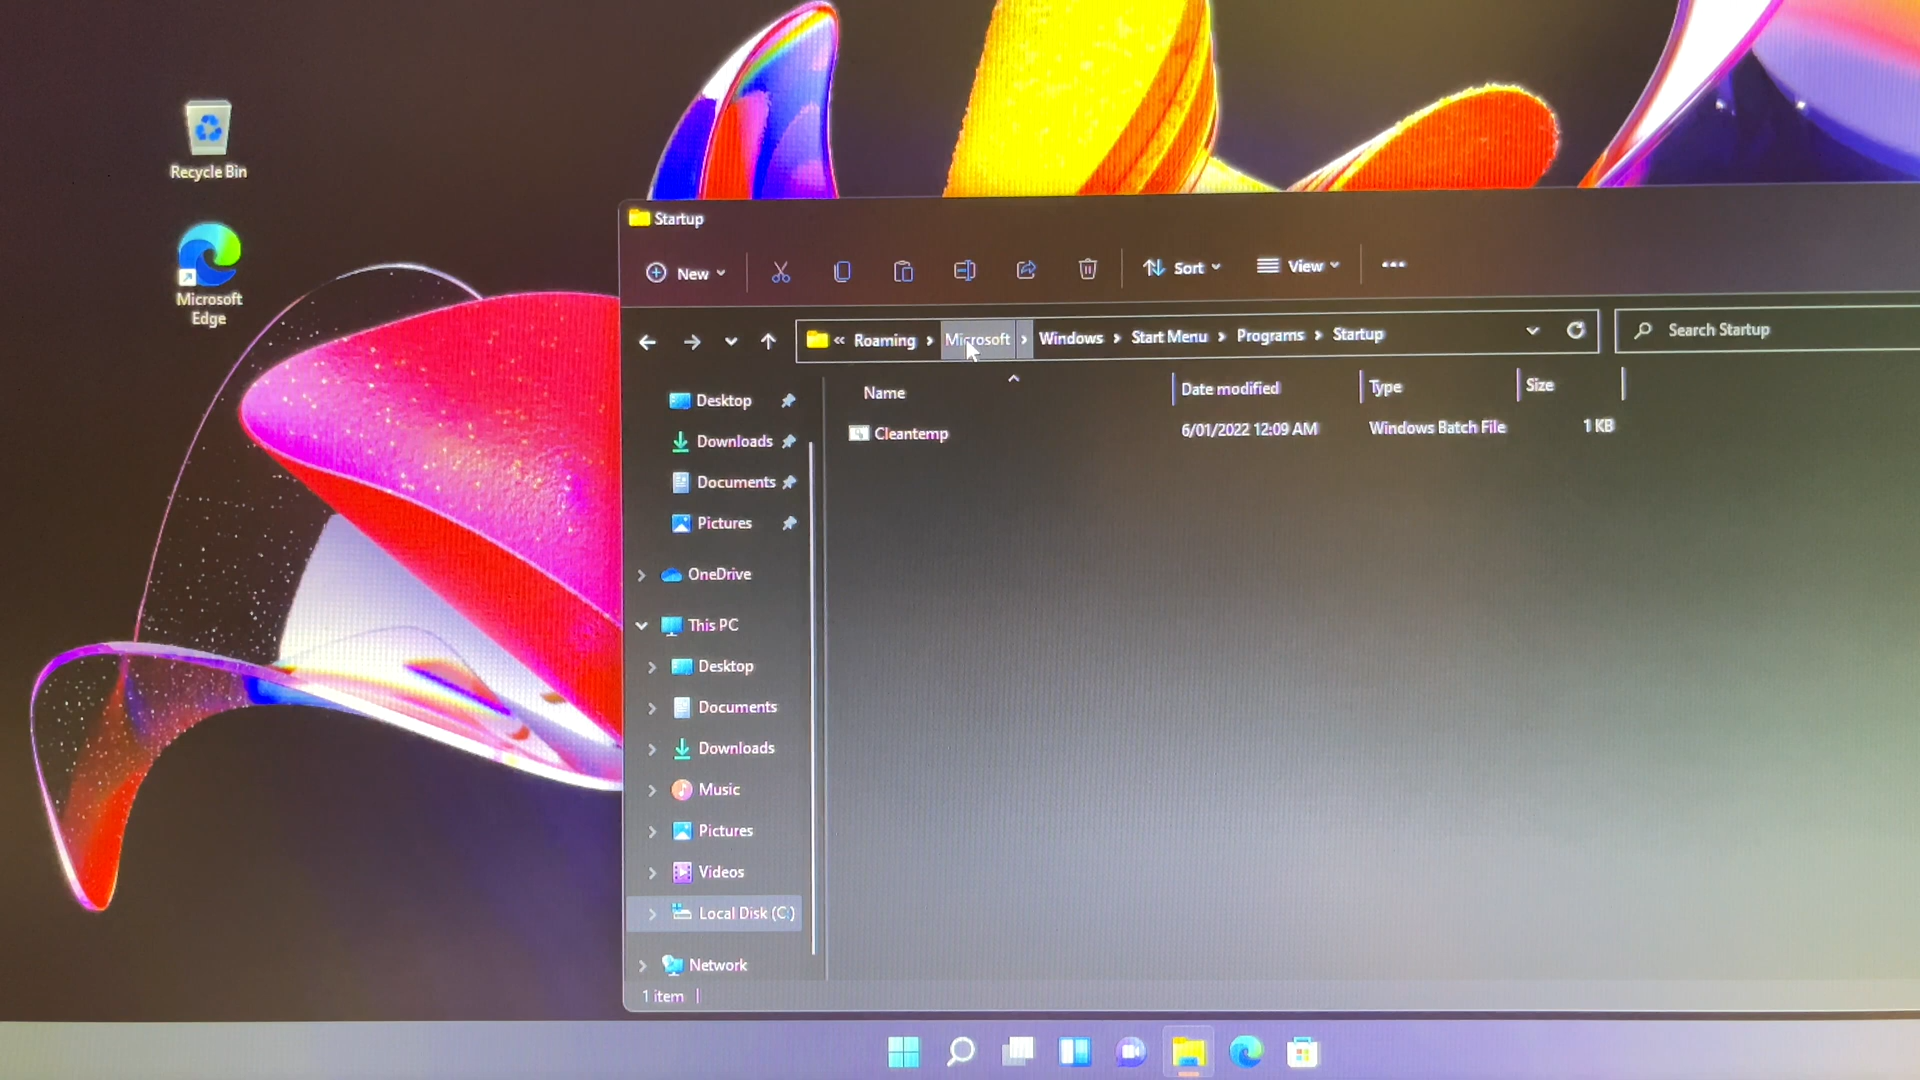 Recycle Bin
Microsoft
Edge
Startup
New
Sort
View
« Roaming > Microsoft > Windows > Start Menu > Programs > Startup
Search Startup
Name
Date modified
Type
Size
Cleantemp
6/01/2022 12:09 AM
Windows Batch File
1 KB
Desktop
Downloads
Documents
Pictures
OneDrive
This PC
Desktop
Documents
Downloads
Music
Pictures
Videos
Local Disk (C:)
Network
1 item